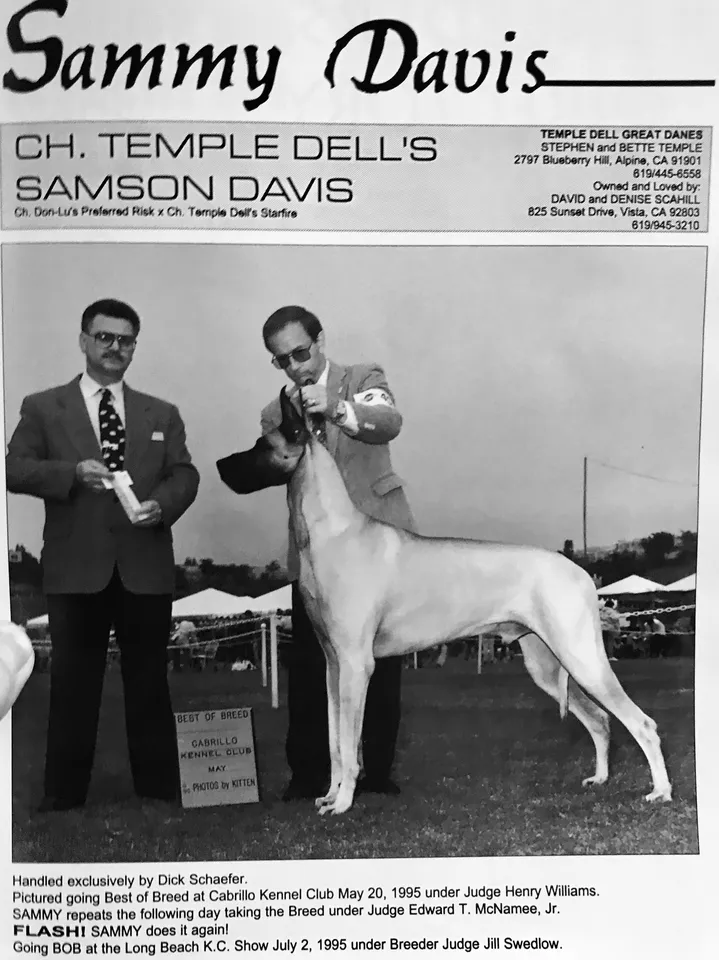 Sammy Davis
CH. TEMPLE DELL'S
SAMSON DAVIS
Ch. Don-Lu's Preferred Risk x Ch. Temple Dell's Starfire
TEMPLE DELL GREAT DANES
STEPHEN and BETTE TEMPLE
2797 Blueberry Hill, Alpine, CA 91901
619/445-6558
Owned and Loved by:
DAVID and DENISE SCAHILL
825 Sunset Drive, Vista, CA 92803
619/945-3210
BEST OF BREED
CABRILLO
KENNEL CLUB
MAY
PHOTOS by KITTEN
Handled exclusively by Dick Schaefer.
Pictured going Best of Breed at Cabrillo Kennel Club May 20, 1995 under Judge Henry Williams.
SAMMY repeats the following day taking the Breed under Judge Edward T. McNamee, Jr.
FLASH! SAMMY does it again!
Going BOB at the Long Beach K.C. Show July 2, 1995 under Breeder Judge Jill Swedlow.